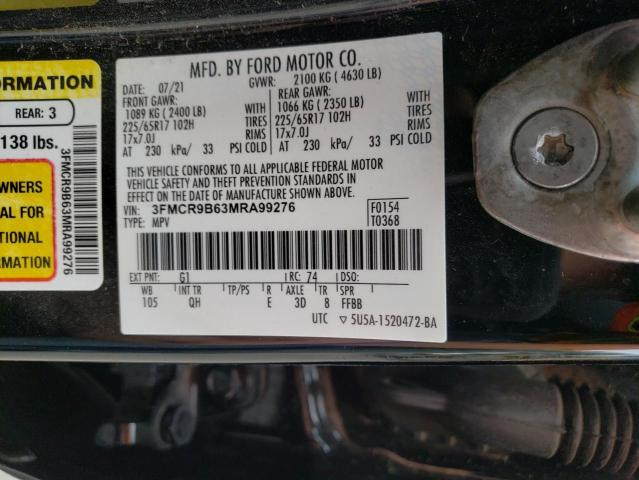 ORMATION
REAR: 3
138 lbs.
WNERS
AL FOR
TIONAL
ORMATION
3FMCR9B63MRA99276
MFD. BY FORD MOTOR CO.
DATE: 07/21 GVWR: 2100 KG ( 4630 LB)
FRONT GAWR: REAR GAWR:
1089 KG ( 2400 LB) 1066 KG ( 2350 LB)
225/65R17 102H TIRES 225/65R17 102H TIRES
17x7.0J RIMS 17x7.0J RIMS
AT 230 kPa/ 33 PSI COLD AT 230 kPa/ 33 PSI COLD
THIS VEHICLE CONFORMS TO ALL APPLICABLE FEDERAL MOTOR
VEHICLE SAFETY AND THEFT PREVENTION STANDARDS IN
EFFECT ON THE DATE OF MANUFACTURE SHOWN ABOVE.
VIN: 3FMCR9B63MRA99276 F0154
TYPE: MPV T0368
EXT PNT: G1 RC: 74 DSO:
WB INT TR TP/PS R AXLE TR SPR
105 QH E 3D 8 FFBB
UTC ▽ 5U5A-1520472-BA